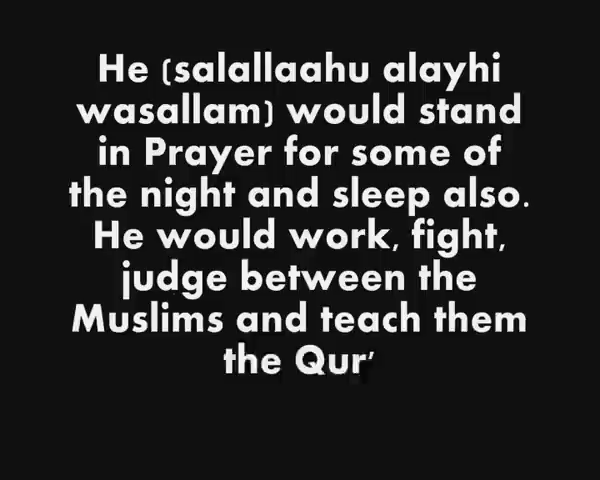 He (salallaahu alayhi
wasallam) would stand
in Prayer for some of
the night and sleep also.
He would work, fight,
judge between the
Muslims and teach them
the Qur'